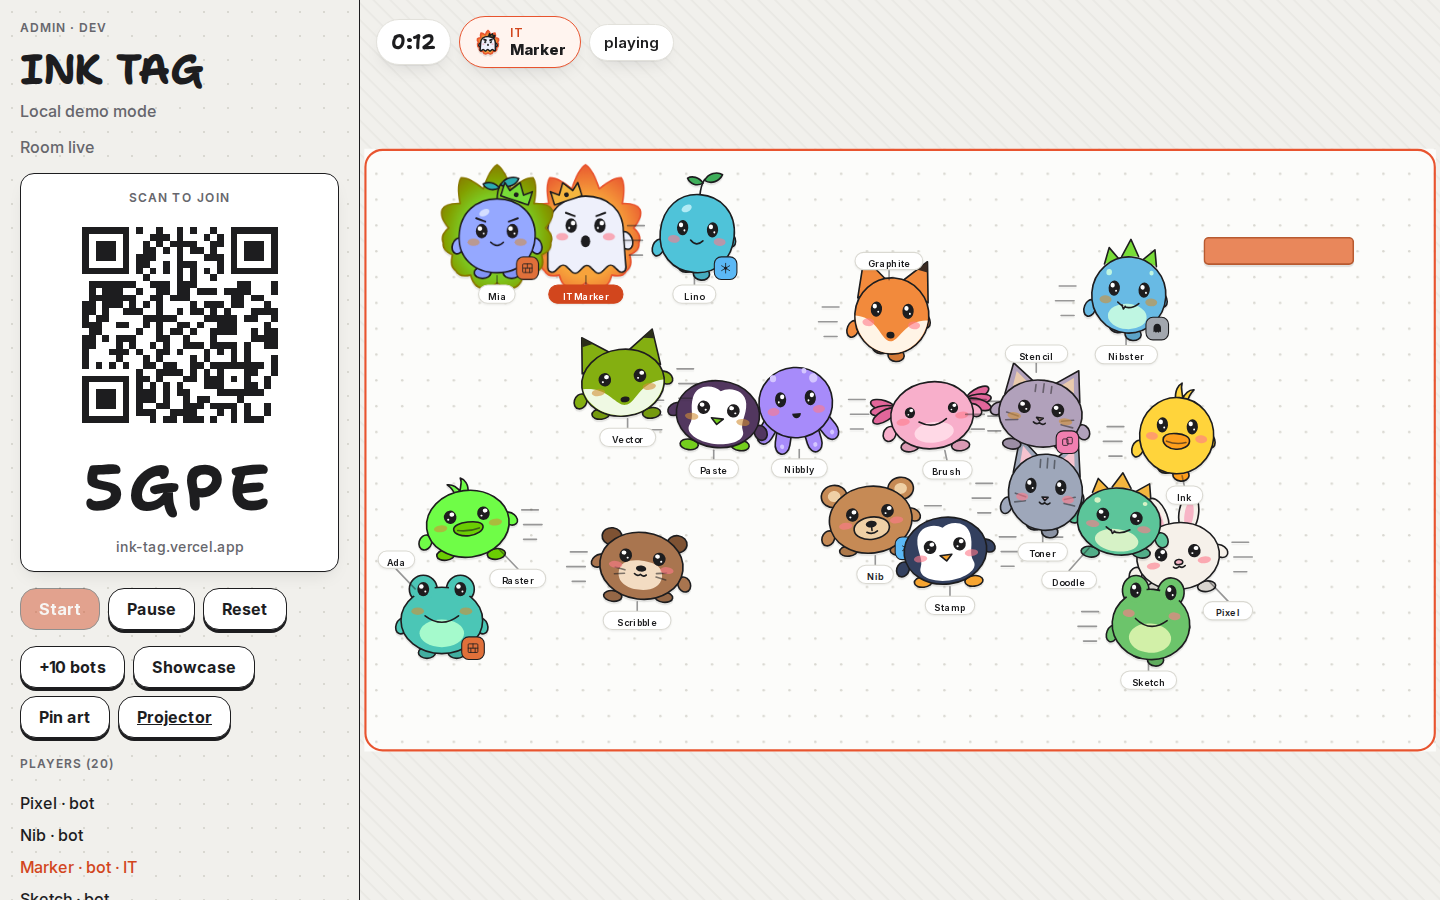 ADMIN · DEV
INK TAG
Local demo mode
Room live
SCAN TO JOIN
5GPE
ink-tag.vercel.app
Start
Pause
Reset
+10 bots
Showcase
Pin art
Projector
PLAYERS (20)
Pixel · bot
Nib · bot
Marker · bot · IT
Sketch · bot
0:12
IT
Marker
playing
Mia
IT Marker
Lino
Graphite
Nibster
Stencil
Vector
Paste
Nibbly
Brush
Ink
Ada
Raster
Scribble
Nib
Stamp
Toner
Doodle
Pixel
Sketch